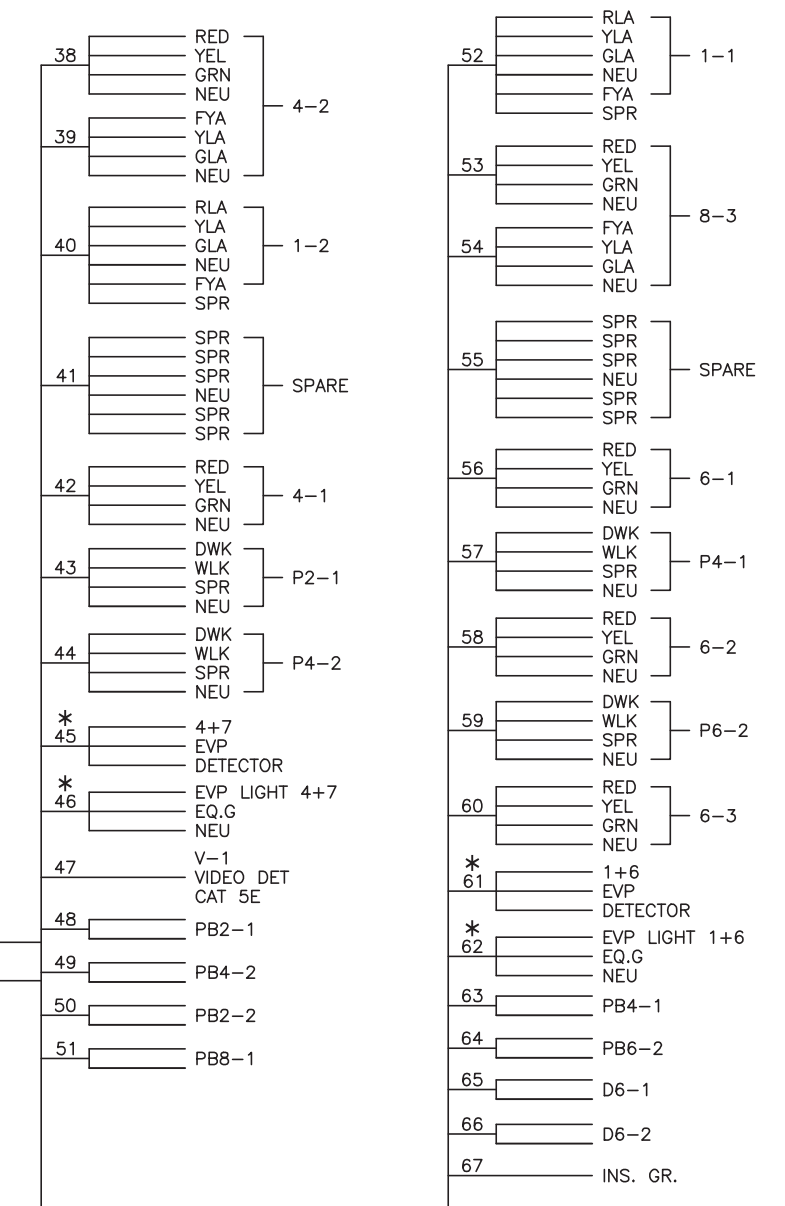 38
RED
YEL
GRN
NEU
4-2
39
FYA
YLA
GLA
NEU
40
RLA
YLA
GLA
NEU
FYA
SPR
1-2
41
SPR
SPR
SPR
NEU
SPR
SPR
SPARE
42
RED
YEL
GRN
NEU
4-1
43
DWK
WLK
SPR
NEU
P2-1
44
DWK
WLK
SPR
NEU
P4-2
*
45
4+7
EVP
DETECTOR
*
46
EVP LIGHT 4+7
EQ.G
NEU
47
V-1
VIDEO DET
CAT 5E
48
PB2-1
49
PB4-2
50
PB2-2
51
PB8-1
52
RLA
YLA
GLA
NEU
FYA
SPR
1-1
53
RED
YEL
GRN
NEU
8-3
54
FYA
YLA
GLA
NEU
55
SPR
SPR
SPR
NEU
SPR
SPR
SPARE
56
RED
YEL
GRN
NEU
6-1
57
DWK
WLK
SPR
NEU
P4-1
58
RED
YEL
GRN
NEU
6-2
59
DWK
WLK
SPR
NEU
P6-2
60
RED
YEL
GRN
NEU
6-3
*
61
1+6
EVP
DETECTOR
*
62
EVP LIGHT 1+6
EQ.G
NEU
63
PB4-1
64
PB6-2
65
D6-1
66
D6-2
67
INS. GR.